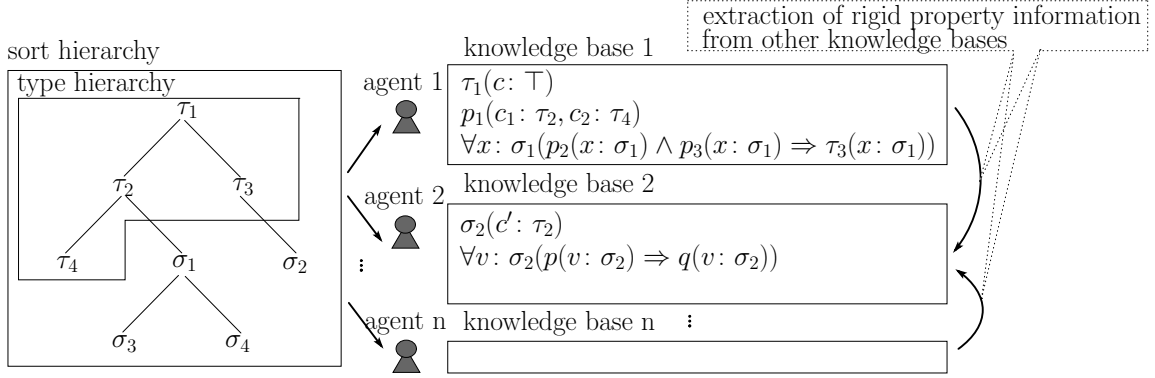 extraction of rigid property information
from other knowledge bases
sort hierarchy
type hierarchy
τ₁
τ₂ τ₃
τ₄ σ₁ σ₂
σ₃ σ₄
agent 1
knowledge base 1
τ₁(c: ⊤)
p₁(c₁: τ₂, c₂: τ₄)
∀x: σ₁(p₂(x: σ₁) ∧ p₃(x: σ₁) ⇒ τ₃(x: σ₁))
agent 2
knowledge base 2
σ₂(c′: τ₂)
∀v: σ₂(p(v: σ₂) ⇒ q(v: σ₂))
⋮
agent n
knowledge base n ⋮